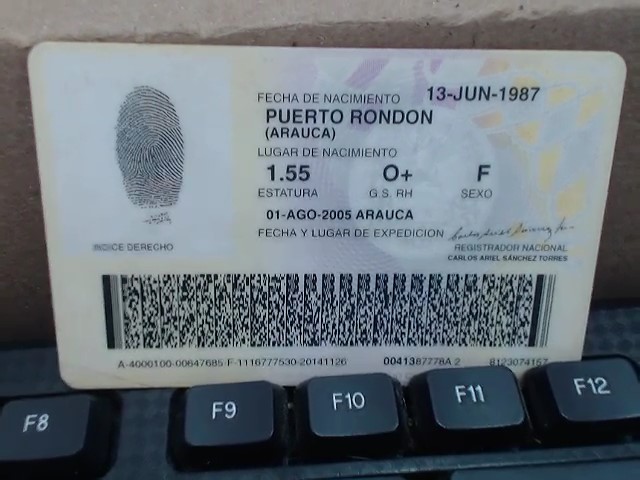 FECHA DE NACIMIENTO 13-JUN-1987
PUERTO RONDON
(ARAUCA)
LUGAR DE NACIMIENTO
1.55 O+ F
ESTATURA G.S. RH SEXO
01-AGO-2005 ARAUCA
FECHA Y LUGAR DE EXPEDICION
INDICE DERECHO
REGISTRADOR NACIONAL
CARLOS ARIEL SÁNCHEZ TORRES
A-4000100-00647685-F-1116777530-20141126 0041387778A 2 8123074157
F8 F9 F10 F11 F12